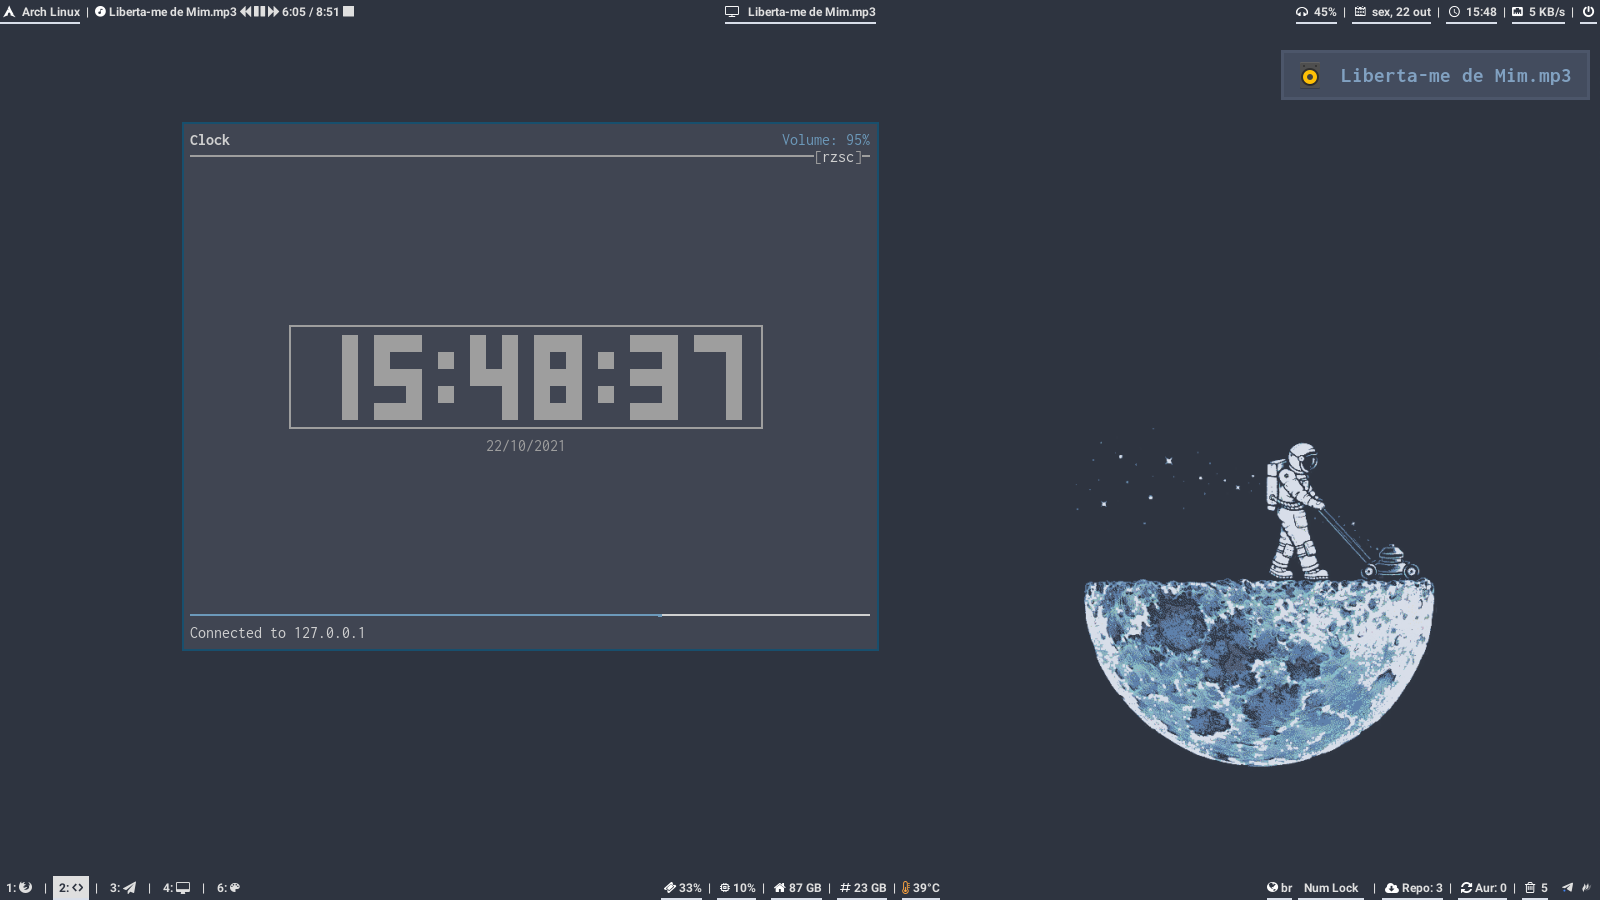 Arch Linux | Liberta-me de Mim.mp3 6:05 / 8:51
Liberta-me de Mim.mp3
45% | sex, 22 out | 15:48 | 5 KB/s |
Liberta-me de Mim.mp3
Clock Volume: 95%
[rzsc]
15:48:37
22/10/2021
Connected to 127.0.0.1
1: | 2: | 3: | 4: | 6:
33% | 10% | 87 GB | 23 GB | 39°C
br Num Lock | Repo: 3 | Aur: 0 | 5